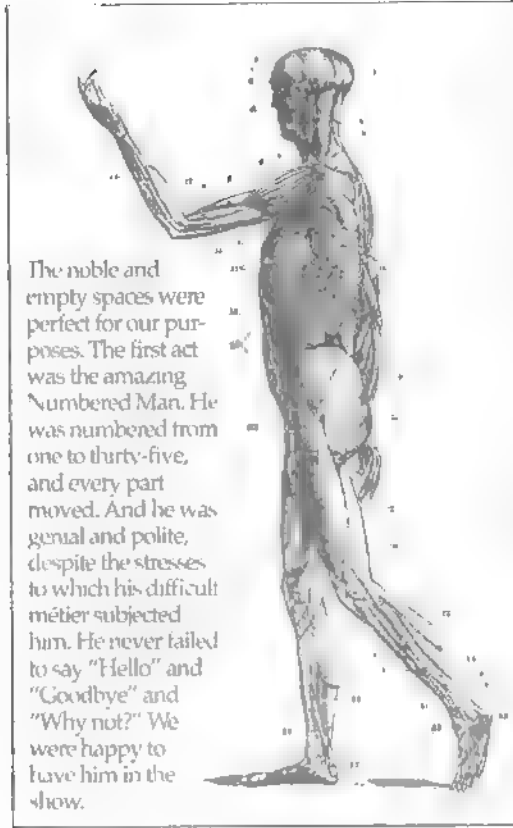 The noble and
empty spaces were
perfect for our pur-
poses. The first act
was the amazing
Numbered Man. He
was numbered from
one to thirty-five,
and every part
moved. And he was
genial and polite,
despite the stresses
to which his difficult
métier subjected
him. He never failed
to say "Hello" and
"Goodbye" and
"Why not?" We
were happy to
have him in the
show.